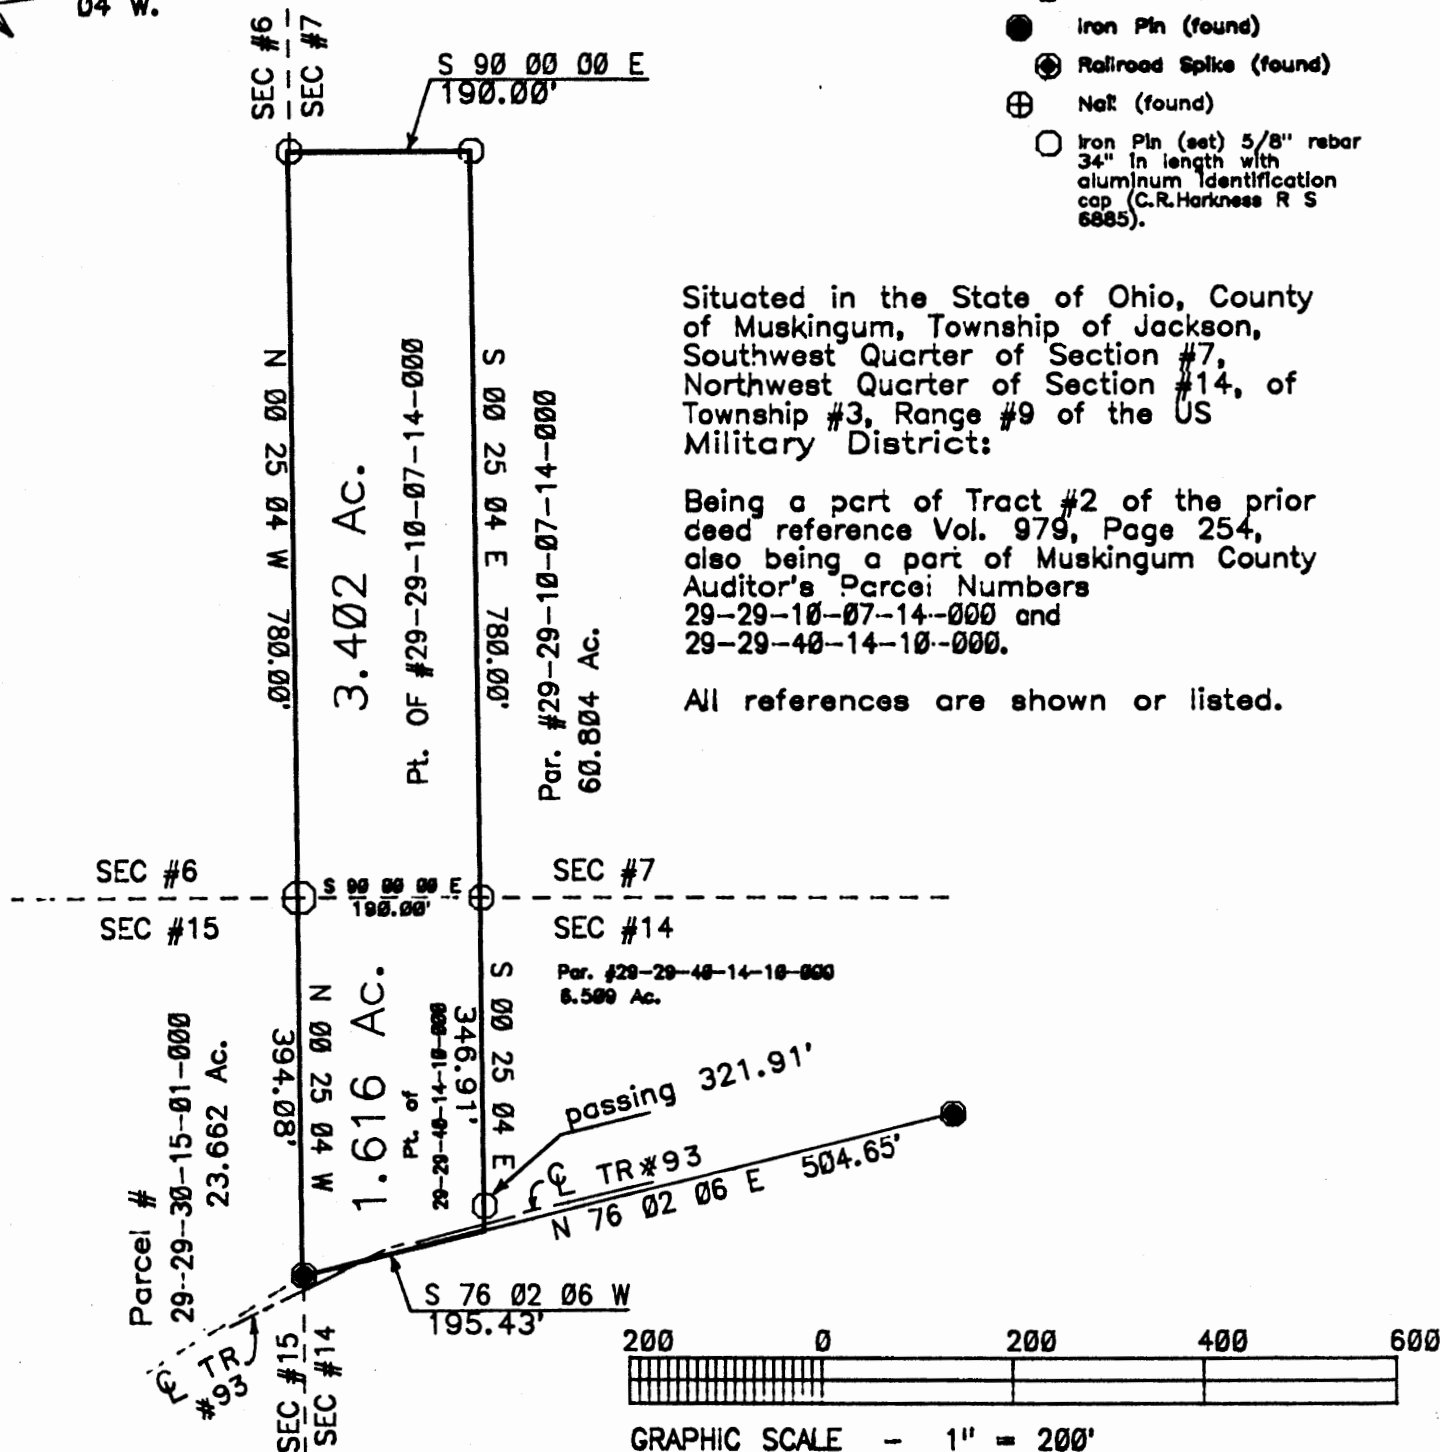 04 W.
SEC #6
SEC #7
S 90 00 00 E
190.00'
Iron Pin (found)
Railroad Spike (found)
Nail (found)
Iron Pin (set) 5/8" rebar
34" in length with
aluminum identification
cap (C.R.Harkness R S
6885).
Situated in the State of Ohio, County
of Muskingum, Township of Jackson,
Southwest Quarter of Section #7,
Northwest Quarter of Section #14, of
Township #3, Range #9 of the US
Military District:
Being a part of Tract #2 of the prior
deed reference Vol. 979, Page 254,
also being a part of Muskingum County
Auditor's Parcel Numbers
29-29-10-07-14-000 and
29-29-40-14-10-000.
All references are shown or listed.
N 00 25 04 W 780.00'
3.402 Ac.
Pt. OF #29-29-10-07-14-000
S 00 25 04 E 780.00'
Par. #29-29-10-07-14-000
60.804 Ac.
SEC #6
S 90 00 00 E
190.00'
SEC #7
SEC #15
SEC #14
Par. #29-29-40-14-10-000
6.509 Ac.
Parcel #
29-29-30-15-01-000
23.662 Ac.
394.08'
N 00 25 04 W
1.616 Ac.
Pt. of
29-29-40-14-10-000
346.91'
S 00 25 04 E
passing 321.91'
℄ TR#93
N 76 02 06 E 504.65'
S 76 02 06 W
195.43'
℄ TR
#93
SEC #15
SEC #14
200 0 200 400 600
GRAPHIC SCALE - 1" = 200'